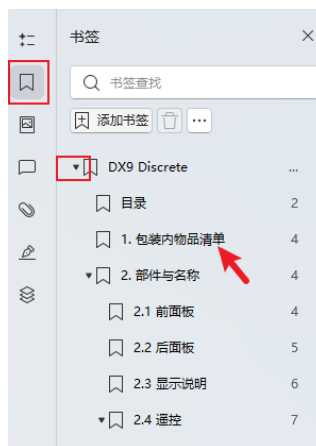 书签
书签查找
添加书签 ...
DX9 Discrete ...
目录 2
1. 包装内物品清单 4
2. 部件与名称 4
2.1 前面板 4
2.2 后面板 5
2.3 显示说明 6
2.4 遥控 7